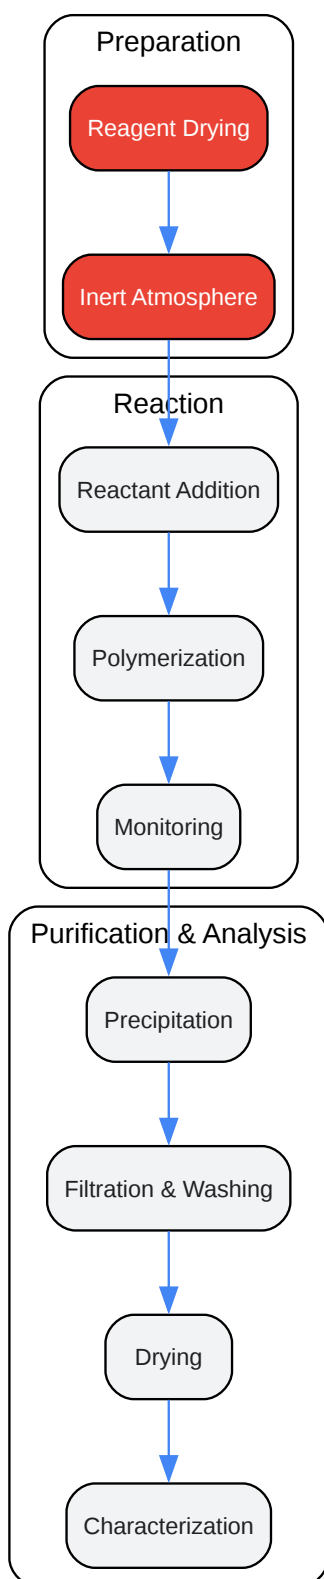 Preparation
Reagent Drying
Inert Atmosphere
Reaction
Reactant Addition
Polymerization
Monitoring
Purification & Analysis
Precipitation
Filtration & Washing
Drying
Characterization